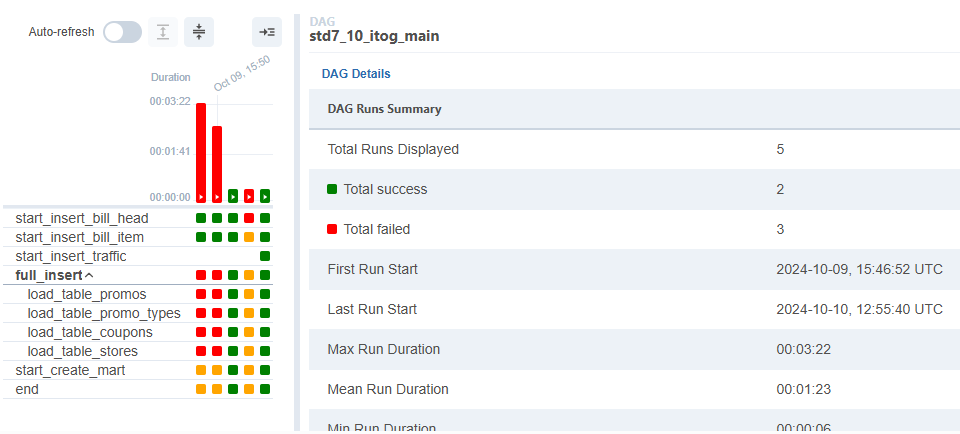 Auto-refresh
Duration
Oct 09, 15:50
00:03:22
00:01:41
00:00:00
start_insert_bill_head
start_insert_bill_item
start_insert_traffic
full_insert
load_table_promos
load_table_promo_types
load_table_coupons
load_table_stores
start_create_mart
end
DAG
std7_10_itog_main
DAG Details
DAG Runs Summary
Total Runs Displayed 5
Total success 2
Total failed 3
First Run Start 2024-10-09, 15:46:52 UTC
Last Run Start 2024-10-10, 12:55:40 UTC
Max Run Duration 00:03:22
Mean Run Duration 00:01:23
Min Run Duration 00:00:06